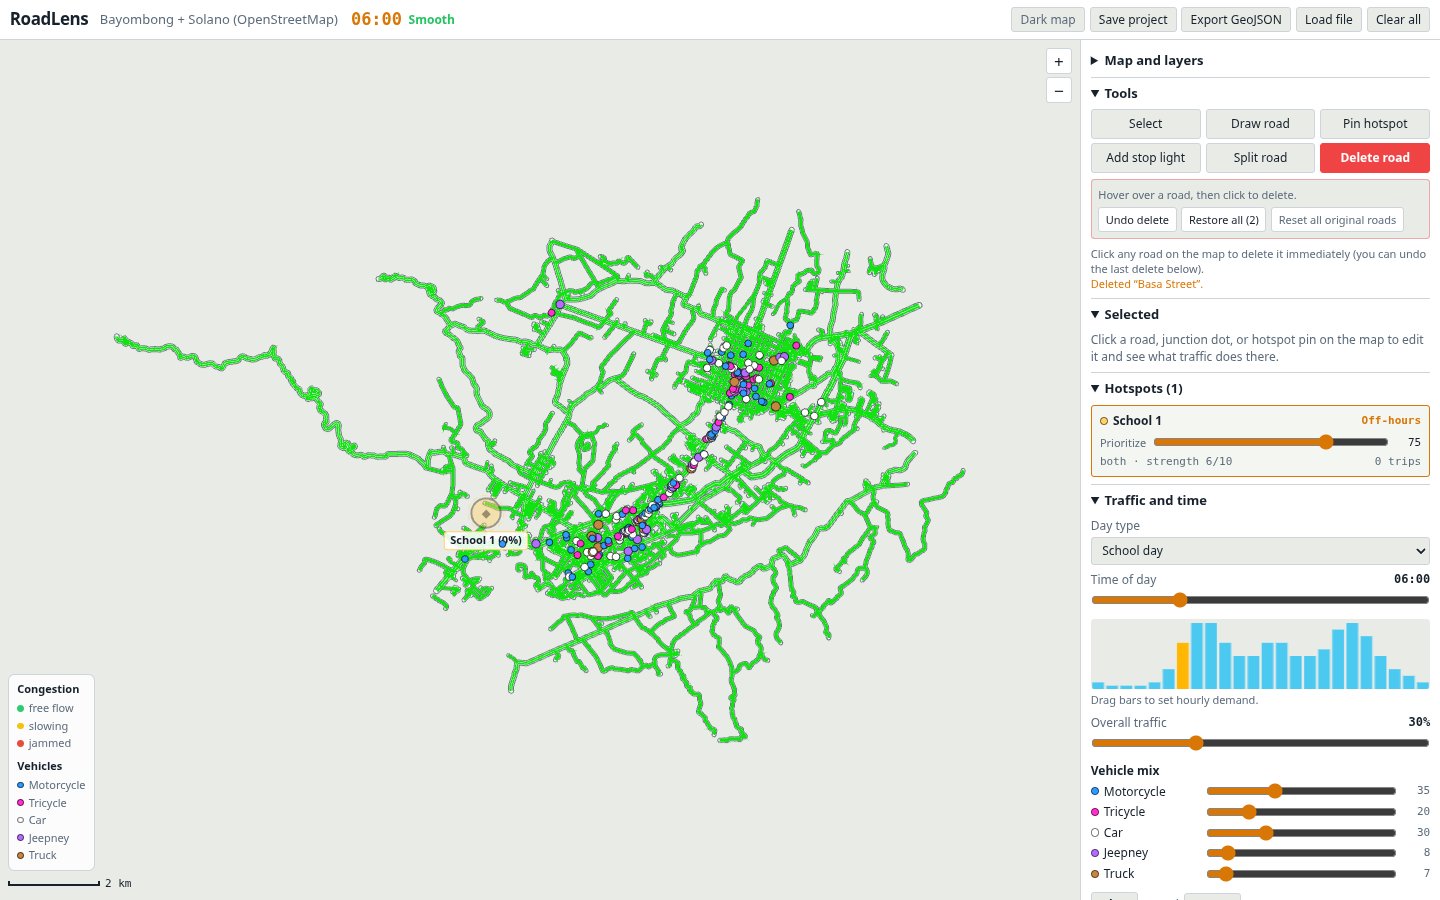 RoadLens Bayombong + Solano (OpenStreetMap) 06:00 Smooth
Dark map Save project Export GeoJSON Load file Clear all
+
−
Map and layers
Tools
Select Draw road Pin hotspot
Add stop light Split road Delete road
Hover over a road, then click to delete.
Undo delete Restore all (2) Reset all original roads
Click any road on the map to delete it immediately (you can undo
the last delete below).
Deleted “Basa Street”.
Selected
Click a road, junction dot, or hotspot pin on the map to edit
it and see what traffic does there.
Hotspots (1)
School 1 Off-hours
Prioritize 75
both · strength 6/10 0 trips
Traffic and time
Day type
School day
Time of day 06:00
Drag bars to set hourly demand.
Overall traffic 30%
Vehicle mix
Motorcycle 35
Tricycle 20
Car 30
Jeepney 8
Truck 7
School 1 (0%)
Congestion
free flow
slowing
jammed
Vehicles
Motorcycle
Tricycle
Car
Jeepney
Truck
2 km